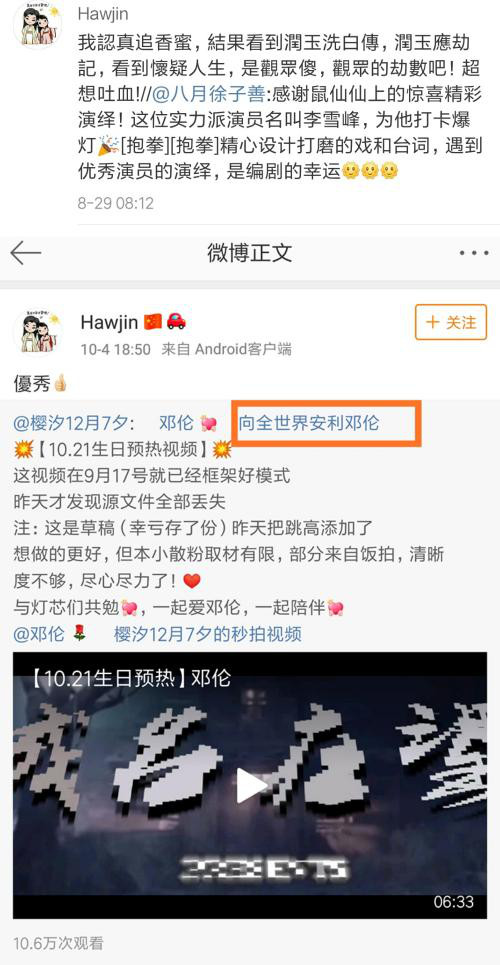 Hawjin
我認真追香蜜，結果看到潤玉洗白傳，潤玉應劫
記，看到懷疑人生，是觀眾傻，觀眾的劫數吧！超
想吐血!//@八月徐子善:感谢鼠仙仙上的惊喜精彩
演绎！这位实力派演员名叫李雪峰，为他打卡爆
灯🎉[抱拳][抱拳]精心设计打磨的戏和台词，遇到
优秀演员的演绎，是编剧的幸运🌝🌝🌝
8-29 08:12
微博正文
Hawjin 🇨🇳 🚗
+ 关注
10-4 18:50 来自 Android客户端
優秀👍🏻
@樱汐12月7夕： 邓伦 💘 向全世界安利邓伦
💥【10.21生日预热视频】💥
这视频在9月17号就已经框架好模式
昨天才发现源文件全部丢失
注：这是草稿（幸亏存了份）昨天把跳高添加了
想做的更好，但本小散粉取材有限，部分来自饭拍，清晰
度不够，尽心尽力了！❤️
与灯芯们共勉💘，一起爱邓伦，一起陪伴💘
@邓伦 🌹 樱汐12月7夕的秒拍视频
【10.21生日预热】邓伦
06:33
10.6万次观看